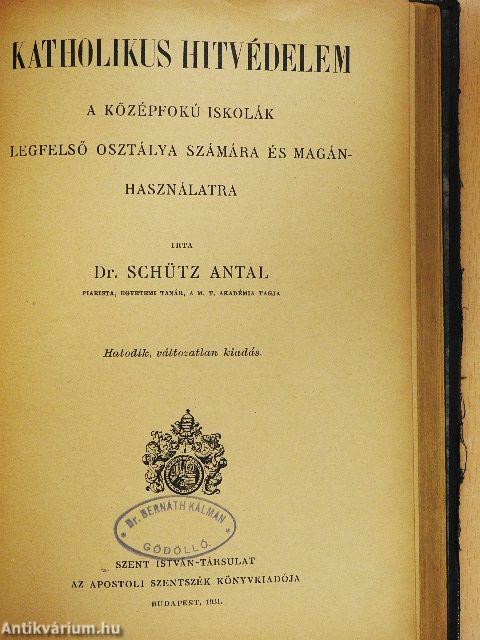 KATHOLIKUS HITVÉDELEM
A KÖZÉPFOKÚ ISKOLÁK
LEGFELSŐ OSZTÁLYA SZÁMÁRA ÉS MAGÁN-
HASZNÁLATRA
IRTA
Dr. SCHÜTZ ANTAL
PIARISTA, EGYETEMI TANÁR, A M. T. AKADÉMIA TAGJA
Hatodik, változatlan kiadás.
* Dr. BERNÁTH KÁLMÁN *
GÖDÖLLŐ.
SZENT ISTVÁN-TÁRSULAT
AZ APOSTOLI SZENTSZÉK KÖNYVKIADÓJA
BUDAPEST, 1931.
Antikvárium.hu